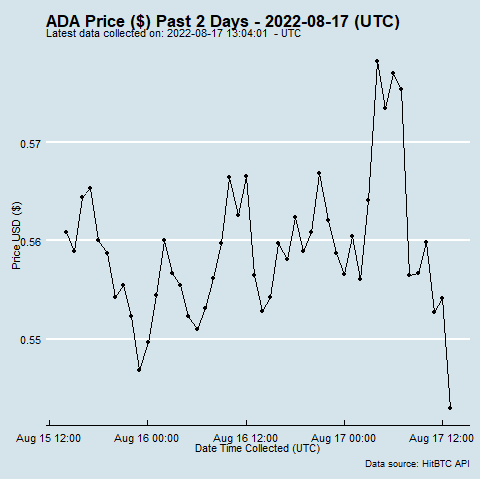 ADA Price ($) Past 2 Days - 2022-08-17 (UTC)
Latest data collected on: 2022-08-17 13:04:01  - UTC
Price USD ($)
0.57
0.56
0.55
Aug 15 12:00
Aug 16 00:00
Aug 16 12:00
Aug 17 00:00
Aug 17 12:00
Date Time Collected (UTC)
Data source: HitBTC API